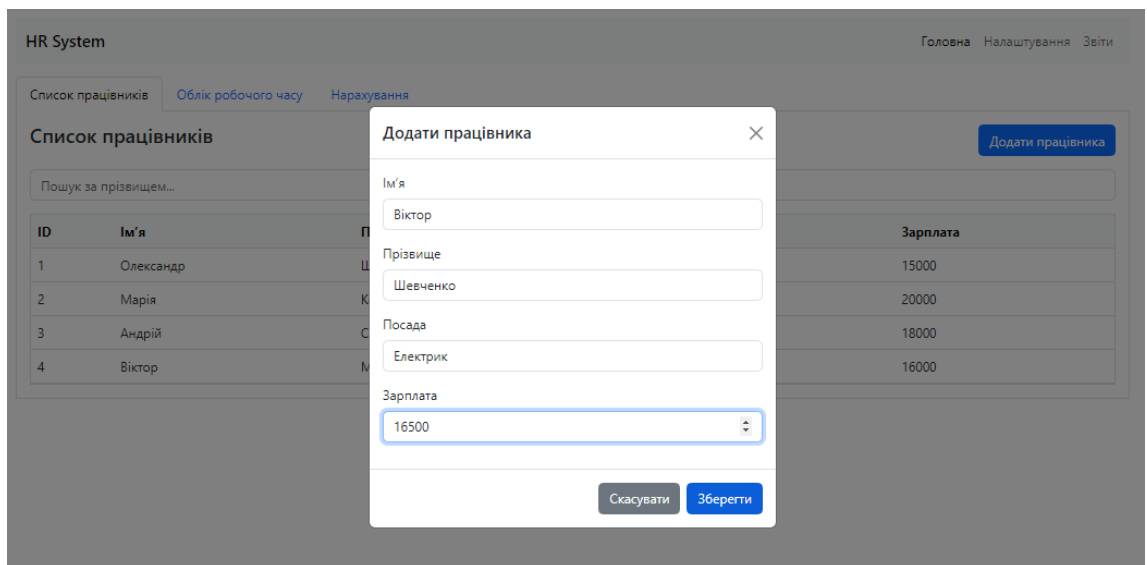 HR System Головна Налаштування Звіти
Список працівників Облік робочого часу Нарахування
Список працівників Додати працівника
Пошук за прізвищем...
ID Ім'я Зарплата
1 Олександр 15000
2 Марія 20000
3 Андрій 18000
4 Віктор 16000
Додати працівника
Ім'я
Віктор
Прізвище
Шевченко
Посада
Електрик
Зарплата
16500
Скасувати Зберегти